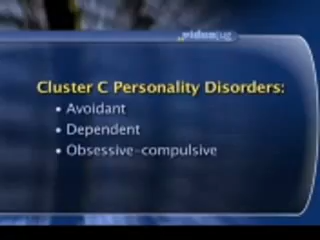 videojug
Cluster C Personality Disorders:
• Avoidant
• Dependent
• Obsessive-compulsive